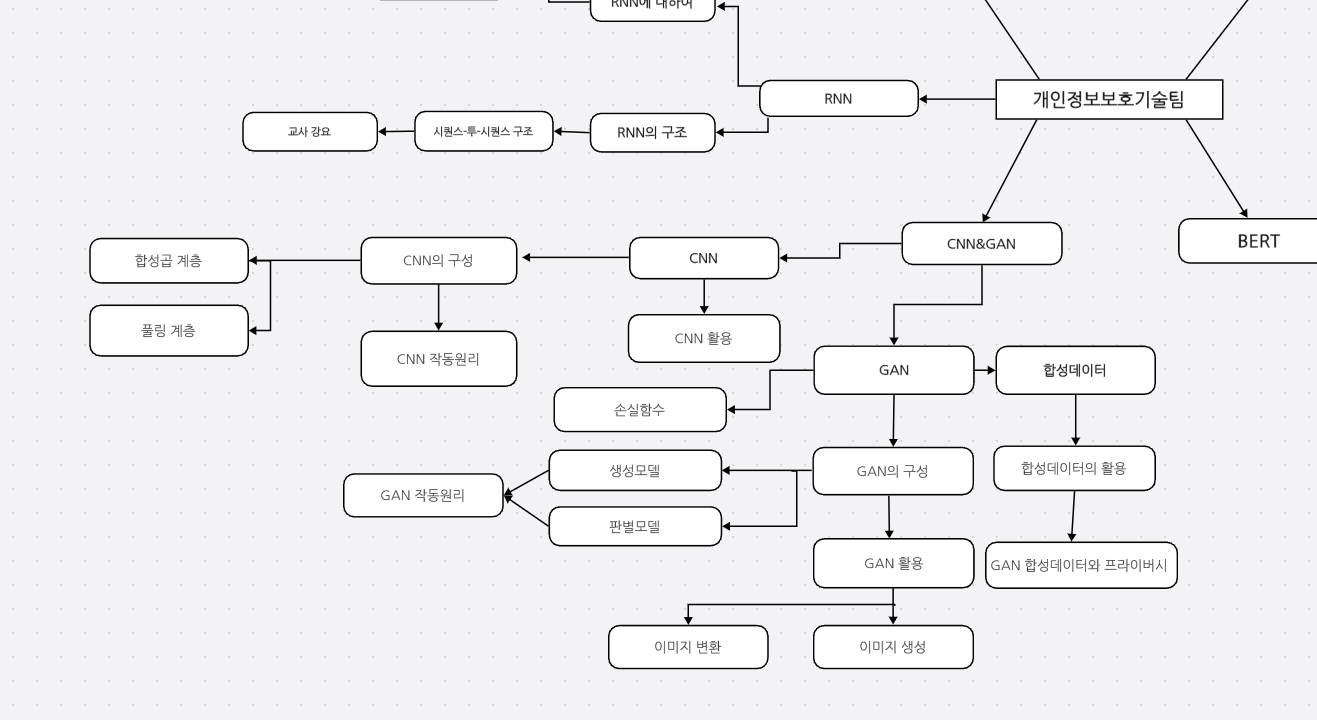 RNN에 대하여
개인정보보호기술팀
RNN
교사 강요
시퀀스-투-시퀀스 구조
RNN의 구조
CNN&GAN
BERT
합성곱 계층
CNN의 구성
CNN
풀링 계층
CNN 작동원리
CNN 활용
GAN
합성데이터
손실함수
생성모델
GAN의 구성
합성데이터의 활용
GAN 작동원리
판별모델
GAN 활용
GAN 합성데이터와 프라이버시
이미지 변환
이미지 생성